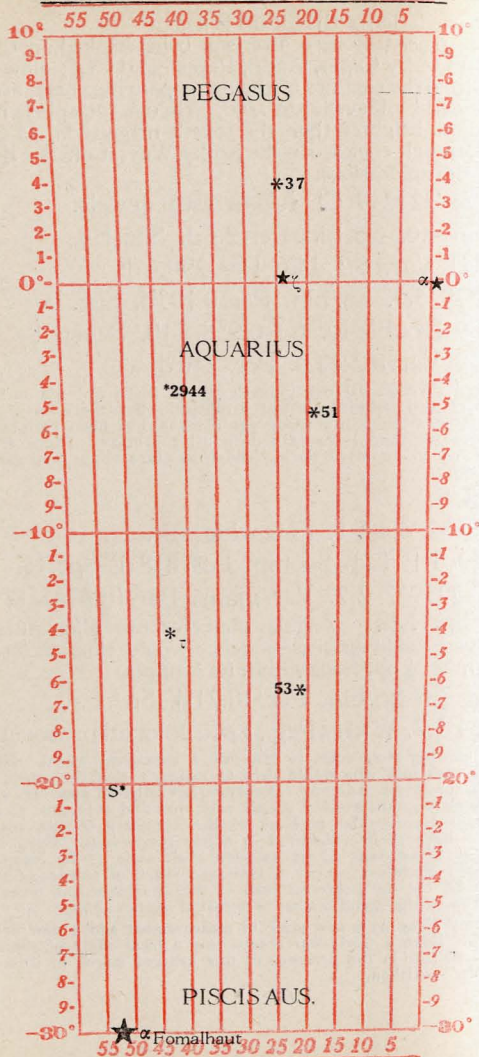 55 50 45 40 35 30 25 20 15 10 5
10° 10°
9- -9
8- -8
PEGASUS
7- -7
6- -6
5- -5
4- *37 -4
3- -3
2- -2
1- -1
0°- ζ α 0°
1- -1
2- -2
AQUARIUS
3- -3
4- *2944 -4
5- *51 -5
6- -6
7- -7
8- -8
9- -9
-10° -10°
1- -1
2- -2
3- -3
4- * -4
5- -5
6- 53* -6
7- -7
8- -8
9- -9
-20° -20°
S* 1- -1
2- -2
3- -3
4- -4
5- -5
6- -6
7- -7
8- PISCIS AUS. -8
9- -9
-30° α Fomalhaut -30°
55 50 45 40 35 30 25 20 15 10 5